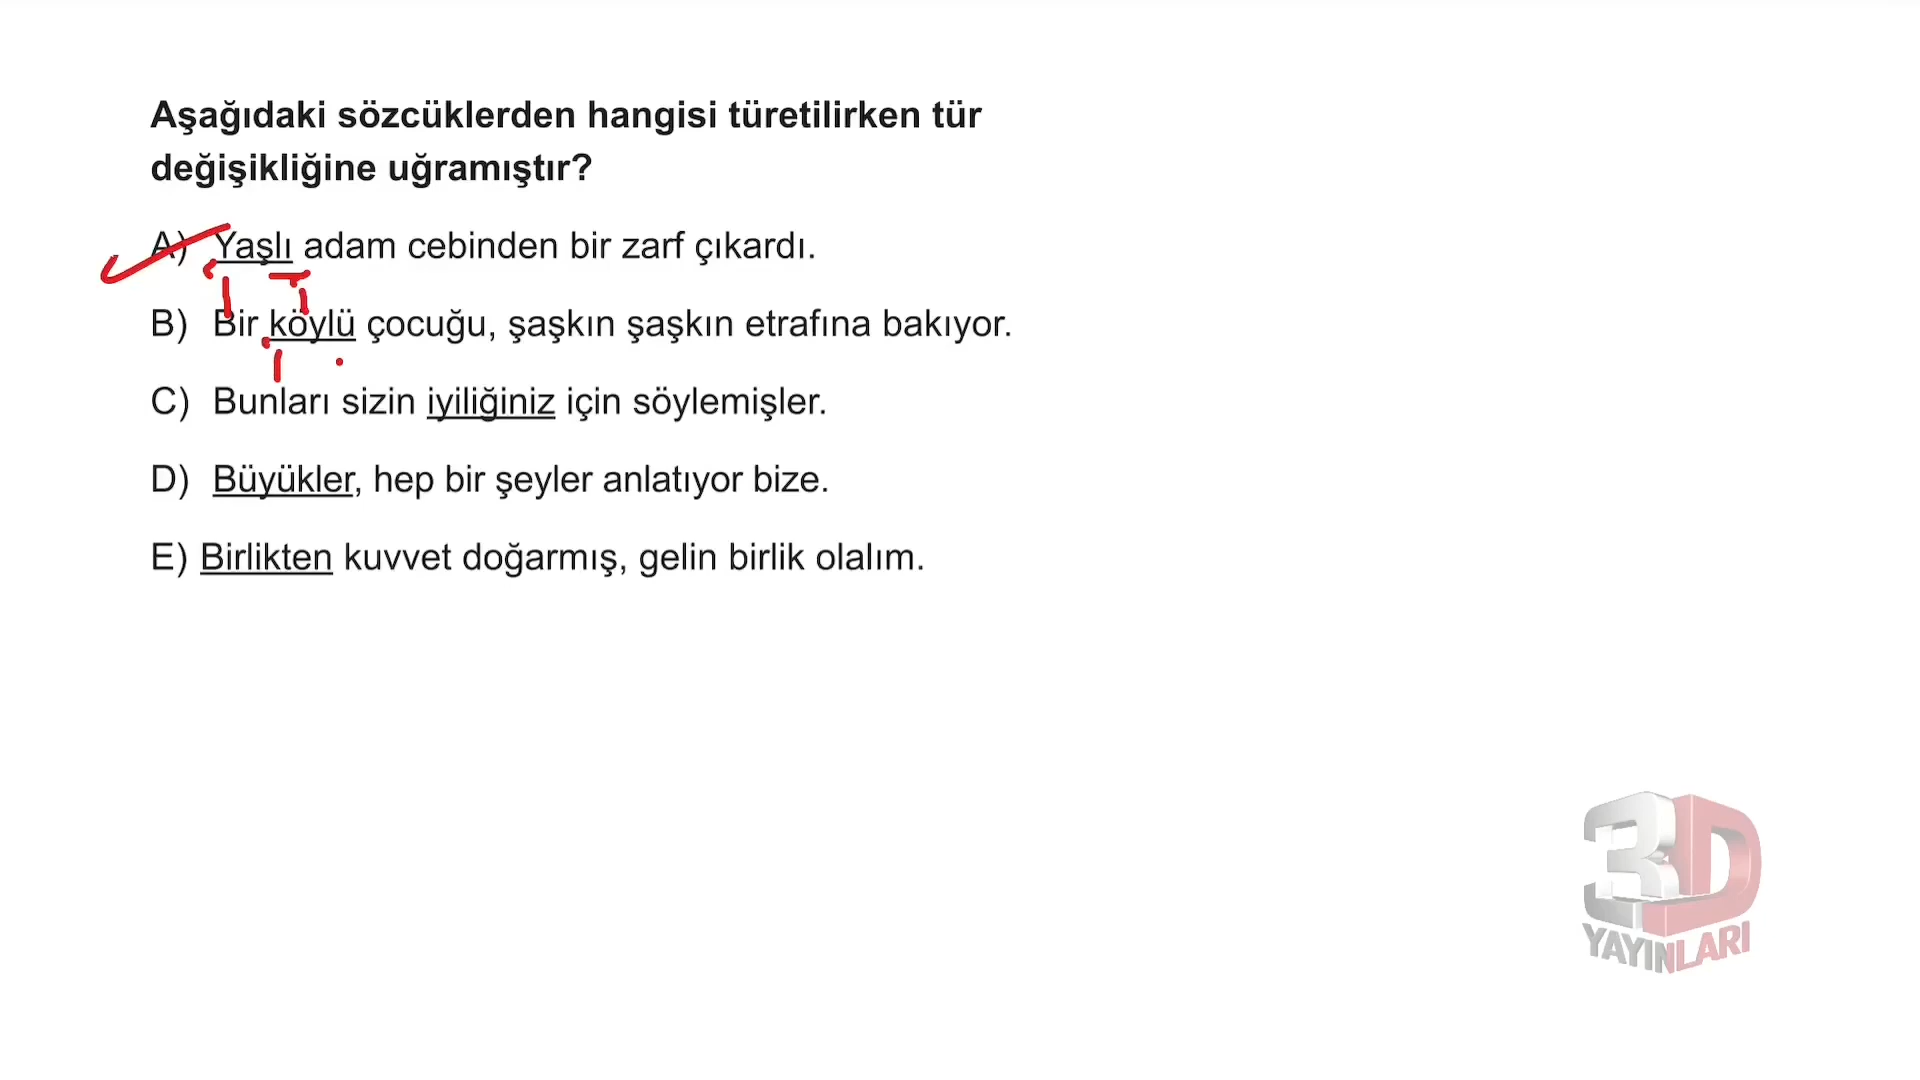 Aşağıdaki sözcüklerden hangisi türetilirken tür
değişikliğine uğramıştır?
A) Yaşlı adam cebinden bir zarf çıkardı.
B) Bir köylü çocuğu, şaşkın şaşkın etrafına bakıyor.
C) Bunları sizin iyiliğiniz için söylemişler.
D) Büyükler, hep bir şeyler anlatıyor bize.
E) Birlikten kuvvet doğarmış, gelin birlik olalım.
3D
YAYINLARI